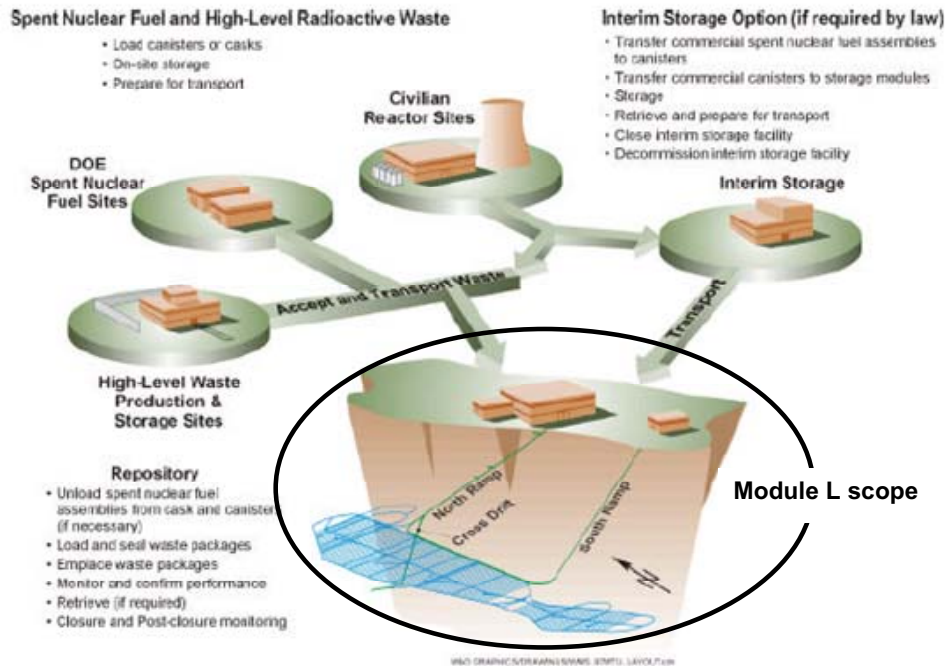 Spent Nuclear Fuel and High-Level Radioactive Waste
• Load canisters or casks
• On-site storage
• Prepare for transport
Interim Storage Option (if required by law)
• Transfer commercial spent nuclear fuel assemblies
to canisters
• Transfer commercial canisters to storage modules
• Storage
• Retrieve and prepare for transport
• Close interim storage facility
• Decommission interim storage facility
Civilian
Reactor Sites
DOE
Spent Nuclear
Fuel Sites
Interim Storage
Accept and Transport Waste
Transport
High-Level Waste
Production &
Storage Sites
Repository
• Unload spent nuclear fuel
assemblies from cask and canisters
(if necessary)
• Load and seal waste packages
• Emplace waste packages
• Monitor and confirm performance
• Retrieve (if required)
• Closure and Post-closure monitoring
North Ramp
Cross Drift
South Ramp
N
Module L scope